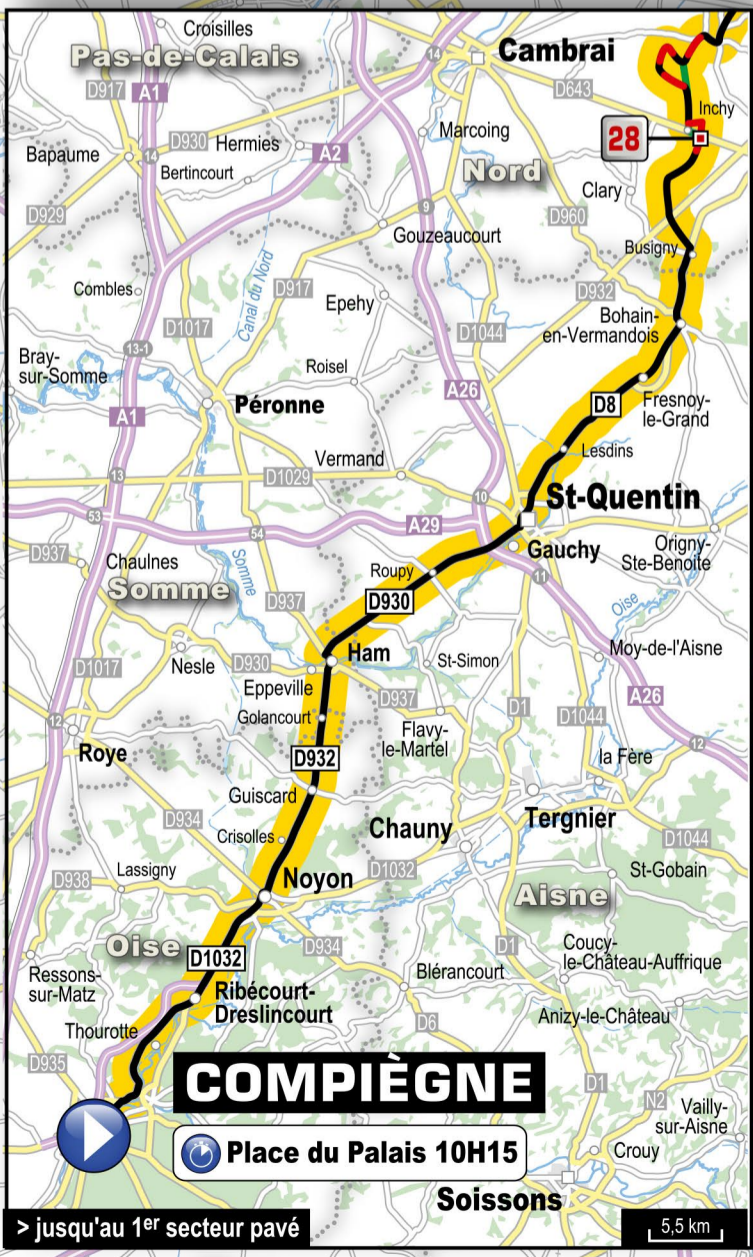 Croisilles
Pas-de-Calais
14
Cambrai
D917
A1
D643
Inchy
D930
Hermies
A2
Marcoing
28
Bapaume
14
Bertincourt
Nord
Clary
D929
9
D960
Gouzeaucourt
Busigny
Canal du Nord
D917
D932
Combles
Epehy
Bohain-
en-Vermandois
D1017
D1044
13-1
Bray-
sur-Somme
Roisel
A26
Fresnoy-
le-Grand
A1
Péronne
D8
Vermand
Lesdins
13
D1029
10
St-Quentin
53
54
A29
Gauchy
Origny-
Ste-Benoite
D937
Chaulnes
Roupy
11
Somme
Somme
D937
D930
Oise
Ham
Moy-de-l'Aisne
D1017
Nesle
D930
St-Simon
Eppeville
D937
D1
D1044
A26
Golancourt
12
Roye
Flavy-
le-Martel
12
D932
la Fère
Guiscard
D934
Chauny
Tergnier
Crisolles
D1044
Lassigny
D938
Noyon
D1032
St-Gobain
Aisne
Oise
D1032
D934
D1
Coucy-
le-Château-Auffrique
Ressons-
sur-Matz
Ribécourt-
Dreslincourt
Blérancourt
Thourotte
D6
Anizy-le-Château
D935
COMPIÈGNE
D1
N2
Vailly-
sur-Aisne
Place du Palais 10H15
Crouy
Soissons
> jusqu'au 1er secteur pavé
5,5 km